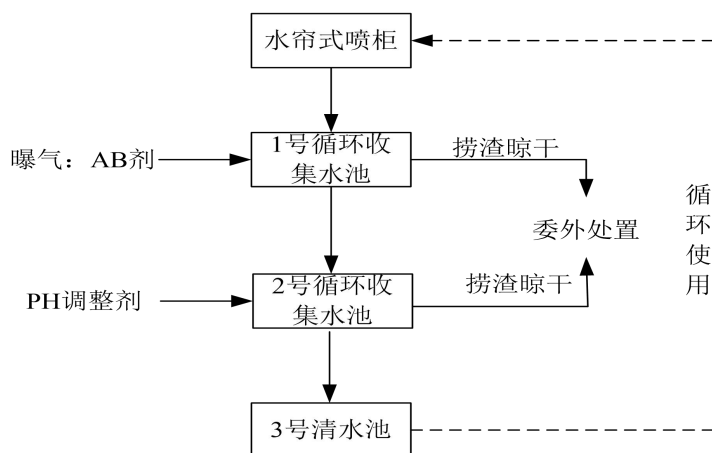 水帘式喷柜
曝气：AB剂
1号循环收
集水池
捞渣晾干
委外处置
循
环
使
用
PH调整剂
2号循环收
集水池
捞渣晾干
3号清水池